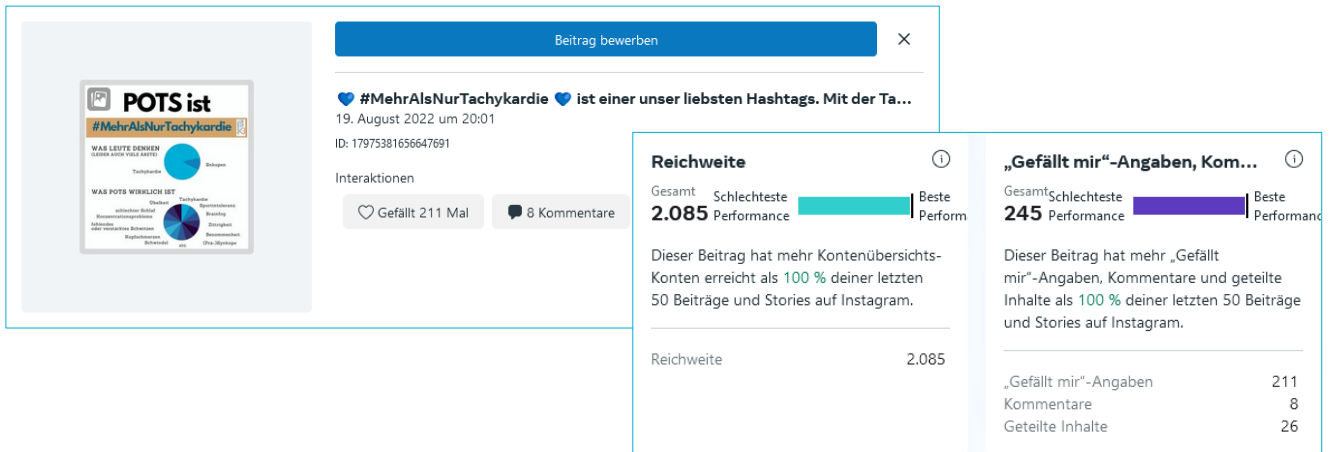 Beitrag bewerben
POTS ist
#MehrAlsNurTachykardie
WAS LEUTE DENKEN
(LEIDER AUCH VIELE ÄRZTE)
Tachykardie
Synkopen
WAS POTS WIRKLICH IST
Übelkeit
Tachykardie
Sportintoleranz
schlechter Schlaf
Konzentrationsprobleme
Brainfog
fehlendes
oder verstärktes Schwitzen
Zittrigkeit
Kopfschmerzen
Benommenheit
Schwindel
etc
(Prä-)Synkope
💙 #MehrAlsNurTachykardie 💙 ist einer unser liebsten Hashtags. Mit der Ta...
19. August 2022 um 20:01
ID: 17975381656647691
Interaktionen
Gefällt 211 Mal
8 Kommentare
Reichweite
Gesamt
2.085
Schlechteste
Performance
Beste
Performa
Dieser Beitrag hat mehr Kontenübersichts-
Konten erreicht als 100 % deiner letzten
50 Beiträge und Stories auf Instagram.
Reichweite 2.085
„Gefällt mir“-Angaben, Kom...
Gesamt
245
Schlechteste
Performance
Beste
Performanc
Dieser Beitrag hat mehr „Gefällt
mir“-Angaben, Kommentare und geteilte
Inhalte als 100 % deiner letzten 50 Beiträge
und Stories auf Instagram.
„Gefällt mir“-Angaben 211
Kommentare 8
Geteilte Inhalte 26